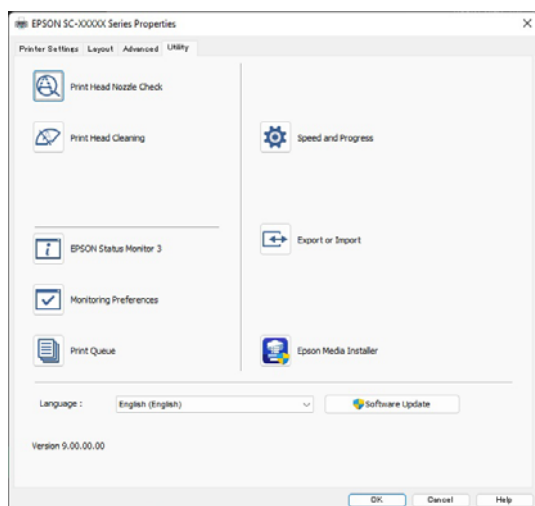 EPSON SC-XXXXX Series Properties
Printer Settings Layout Advanced Utility
Print Head Nozzle Check
Print Head Cleaning
Speed and Progress
EPSON Status Monitor 3
Export or Import
Monitoring Preferences
Print Queue
Epson Media Installer
Language :
English (English)
Software Update
Version 9.00.00.00
OK Cancel Help